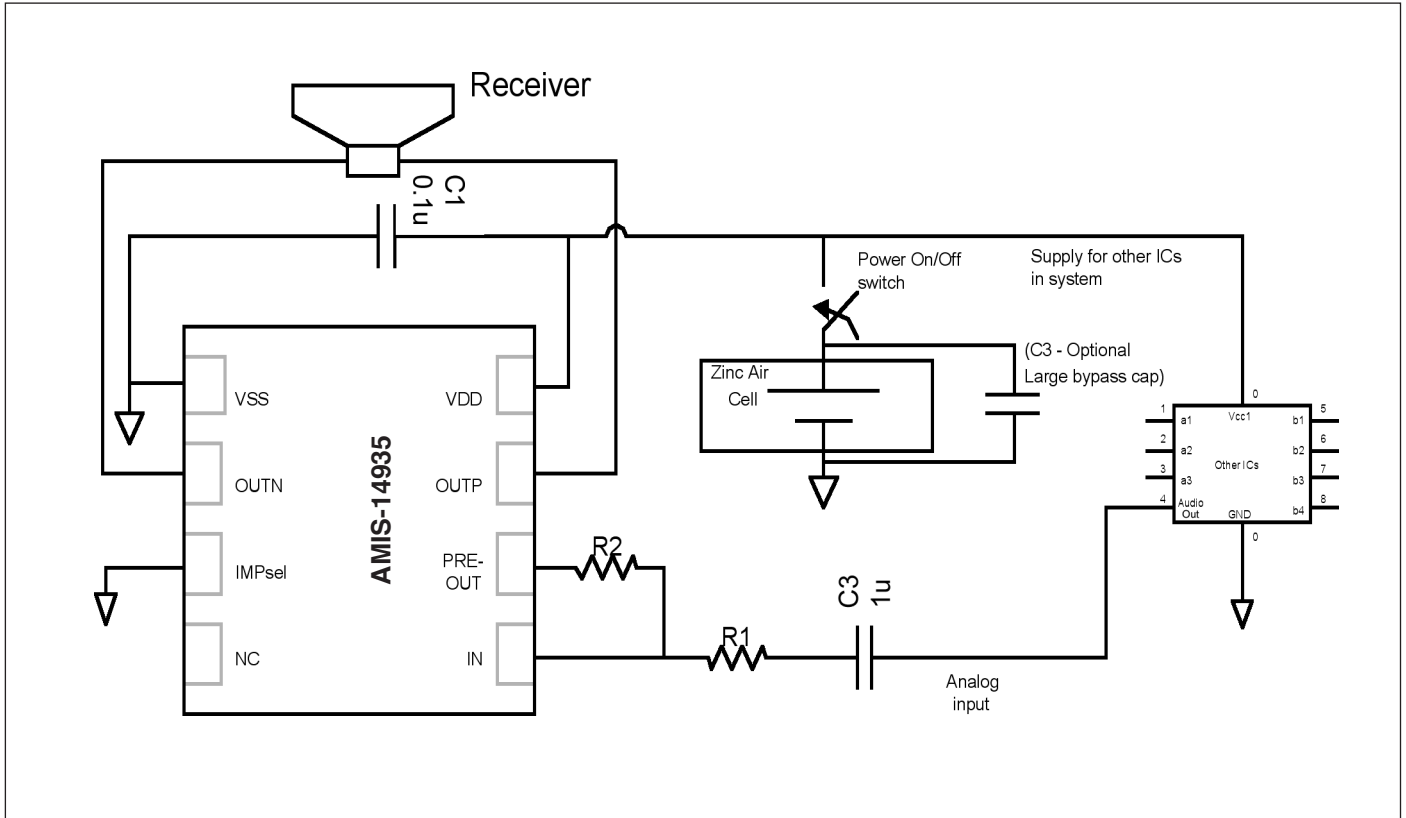 Receiver
C1
0.1u
Power On/Off
switch
Supply for other ICs
in system
Zinc Air
Cell
(C3 - Optional
Large bypass cap)
AMIS-14935
VSS
VDD
OUTN
OUTP
IMPsel
PRE-
OUT
NC
IN
R2
R1
C3
1u
Analog
input
0
Vcc1
1
a1
b1
5
2
a2
b2
6
Other ICs
3
a3
b3
7
4
Audio
Out
GND
b4
8
0